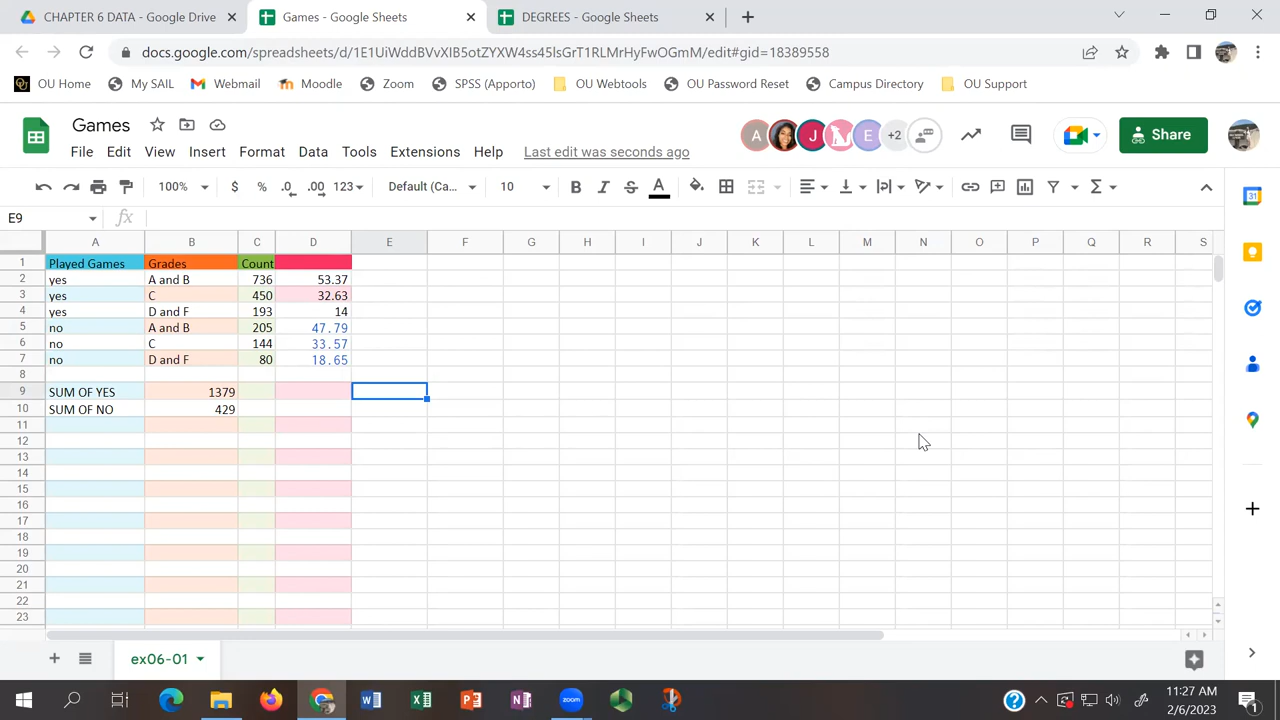 CHAPTER 6 DATA - Google Drive
Games - Google Sheets
DEGREES - Google Sheets
docs.google.com/spreadsheets/d/1E1UiWddBVvXIB5otZYXW4ss45lsGrT1RLMrHyFwOGmM/edit#gid=18389558
OU Home My SAIL Webmail Moodle Zoom SPSS (Apporto) OU Webtools OU Password Reset Campus Directory OU Support
Games
A J E +2 Share
File Edit View Insert Format Data Tools Extensions Help Last edit was seconds ago
100% $ % .0 .00 123 Default (Ca... 10 B I S A Σ
31
E9 fx
A B C D E F G H I J K L M N O P Q R S
1 Played Games Grades Count
2 yes A and B 736 53.37
3 yes C 450 32.63
4 yes D and F 193 14
5 no A and B 205 47.79
6 no C 144 33.57
7 no D and F 80 18.65
8
9 SUM OF YES 1379
10 SUM OF NO 429
11
12
13
14
15
16
17
18
19
20
21
22
23
ex06-01
zoom
11:27 AM
2/6/2023
1